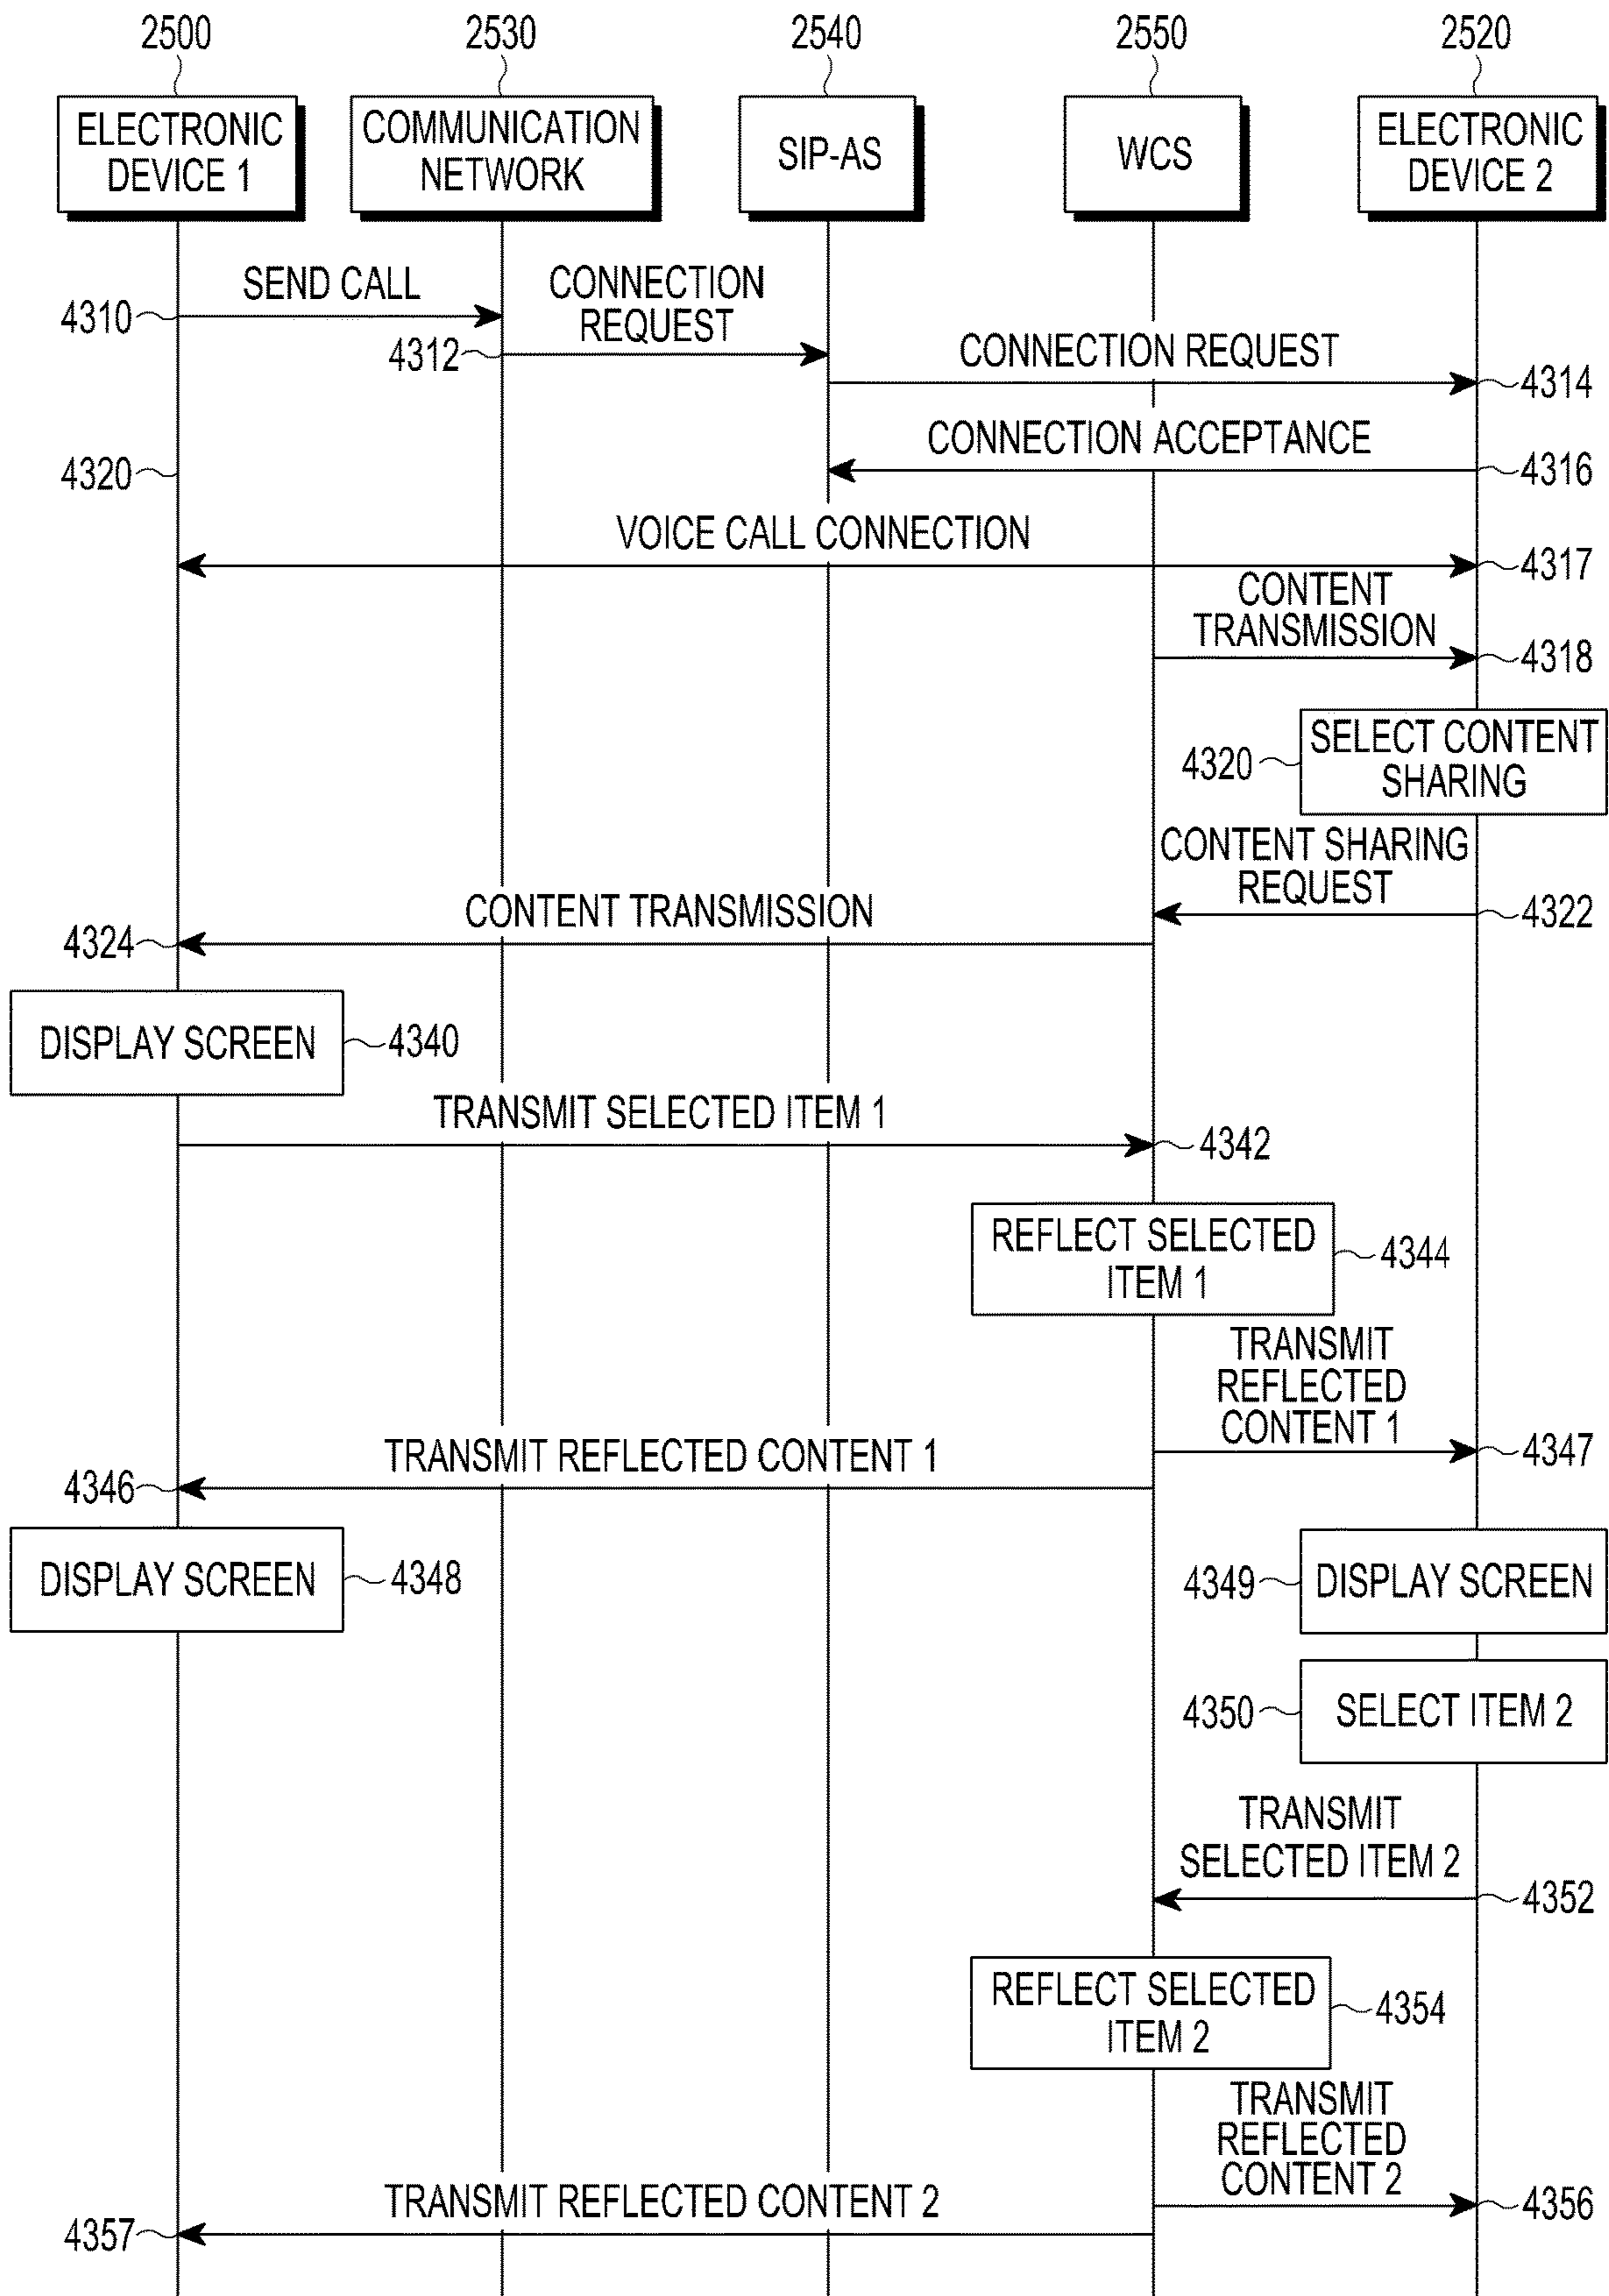 2500
2530
2540
2550
2520
ELECTRONIC
DEVICE 1
COMMUNICATION
NETWORK
SIP-AS
WCS
ELECTRONIC
DEVICE 2
SEND CALL
4310
CONNECTION
REQUEST
4312
CONNECTION REQUEST
4314
CONNECTION ACCEPTANCE
4320
4316
VOICE CALL CONNECTION
4317
CONTENT
TRANSMISSION
4318
SELECT CONTENT
SHARING
4320
CONTENT SHARING
REQUEST
4322
CONTENT TRANSMISSION
4324
DISPLAY SCREEN
4340
TRANSMIT SELECTED ITEM 1
4342
REFLECT SELECTED
ITEM 1
4344
TRANSMIT
REFLECTED
CONTENT 1
4347
TRANSMIT REFLECTED CONTENT 1
4346
DISPLAY SCREEN
4348
4349
DISPLAY SCREEN
4350
SELECT ITEM 2
TRANSMIT
SELECTED ITEM 2
4352
REFLECT SELECTED
ITEM 2
4354
TRANSMIT
REFLECTED
CONTENT 2
4356
TRANSMIT REFLECTED CONTENT 2
4357